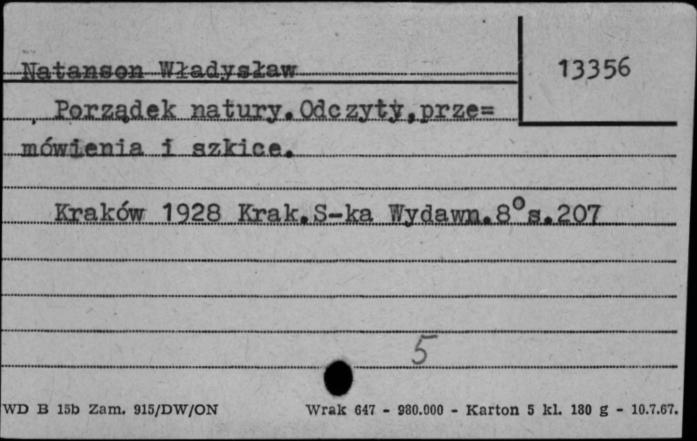 Natanson Władysław
13356
Porządek natury.Odczyty,prze=
mówienia i szkice.
Kraków 1928 Krak.S-ka Wydawn.8° s.207
5
WD B 15b Zam. 915/DW/ON
Wrak 647 - 980.000 - Karton 5 kl. 180 g - 10.7.67.